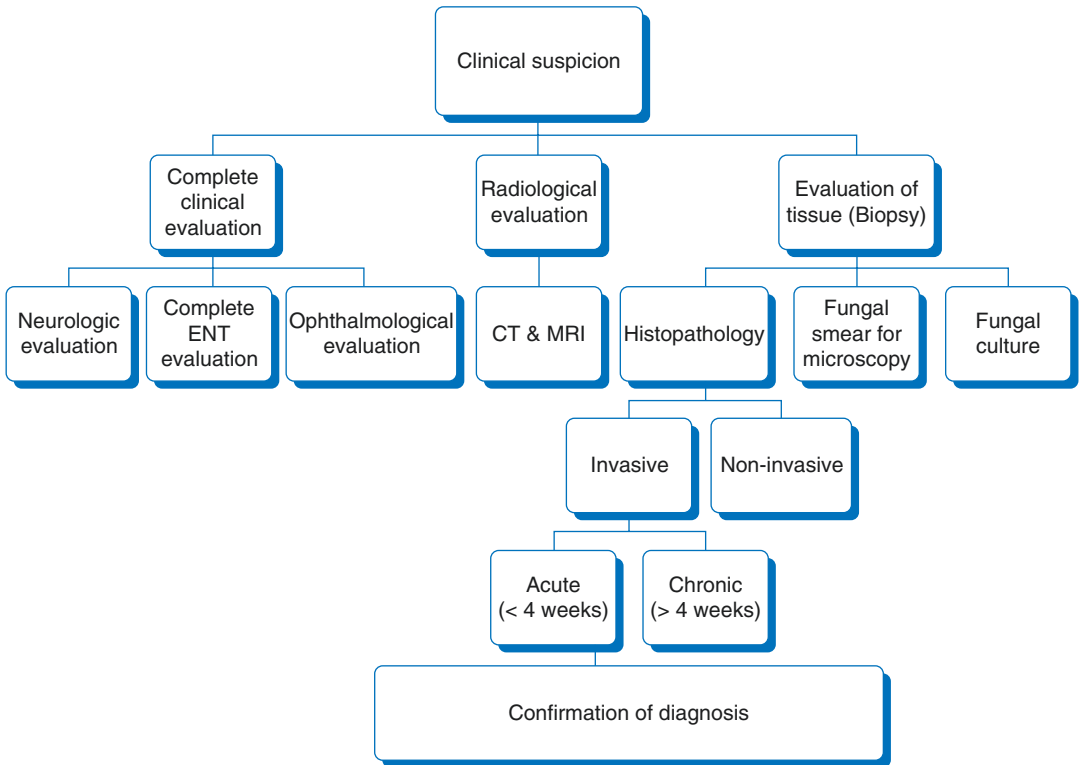 Clinical suspicion
Complete
clinical
evaluation
Radiological
evaluation
Evaluation of
tissue (Biopsy)
Neurologic
evaluation
Complete
ENT
evaluation
Ophthalmological
evaluation
CT & MRI
Histopathology
Fungal
smear for
microscopy
Fungal
culture
Invasive
Non-invasive
Acute
(< 4 weeks)
Chronic
(> 4 weeks)
Confirmation of diagnosis